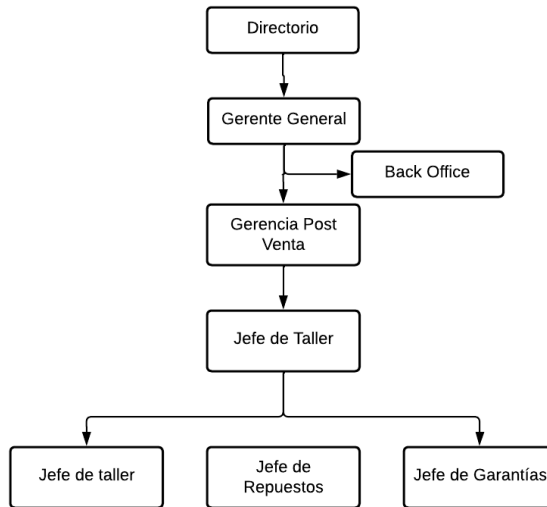 Directorio
Gerente General
Back Office
Gerencia Post
Venta
Jefe de Taller
Jefe de taller
Jefe de
Repuestos
Jefe de Garantías